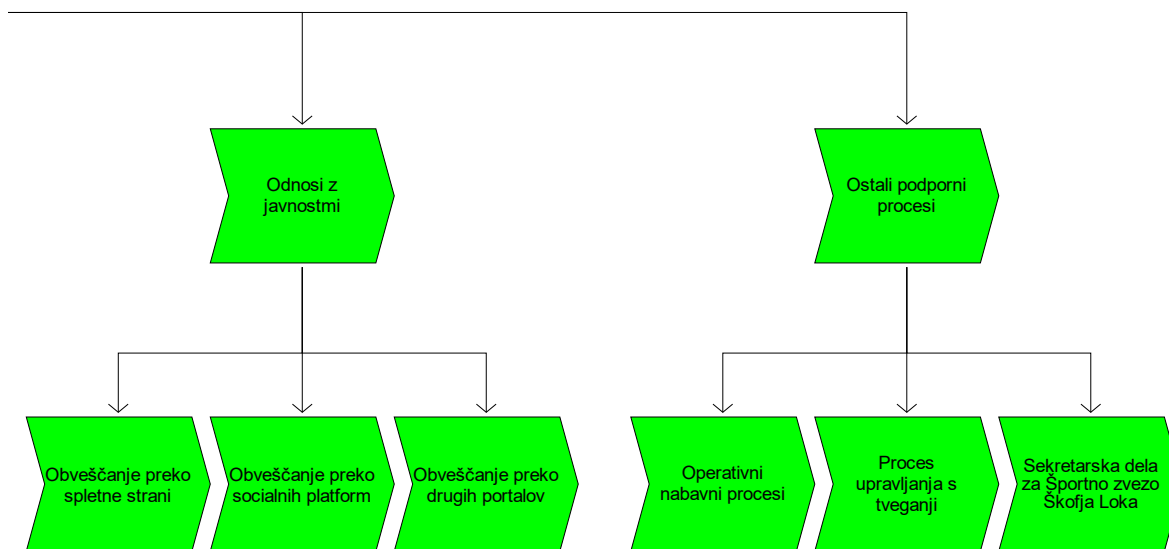 Odnosi z
javnostmi
Ostali podporni
procesi
Obveščanje preko
spletne strani
Obveščanje preko
socialnih platform
Obveščanje preko
drugih portalov
Operativni
nabavni procesi
Proces
upravljanja s
tveganji
Sekretarska dela
za Športno zvezo
Škofja Loka